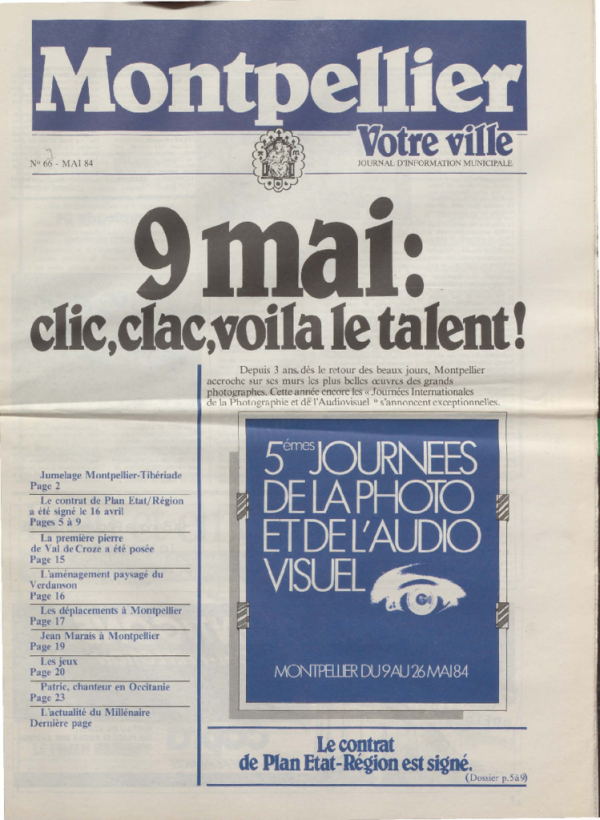 Montpellier
Votre ville
JOURNAL D'INFORMATION MUNICIPALE
N° 66 - MAI 84
9 mai:
clic, clac, voila le talent!
Depuis 3 ans, dès le retour des beaux jours, Montpellier
accroche sur ses murs les plus belles œuvres des grands
photographes. Cette année encore les « Journées Internationales
de la Photographie et de l'Audiovisuel » s'annoncent exceptionnelles.
Jumelage Montpellier-Tibériade
Page 2
Le contrat de Plan Etat/Région
a été signé le 16 avril
Pages 5 à 9
La première pierre
de Val de Croze a été posée
Page 15
L'aménagement paysage du
Verdanson
Page 16
Les déplacements à Montpellier
Page 17
Jean Marais à Montpellier
Page 19
Les jeux
Page 20
Patric, chanteur en Occitanie
Page 23
L'actualité du Millénaire
Dernière page
5émes JOURNEES
DE LA PHOTO
ET DE L'AUDIO
VISUEL
MONTPELLIER DU 9 AU 26 MAI 84
Le contrat
de Plan Etat-Région est signé.
(Dossier p.5à9)